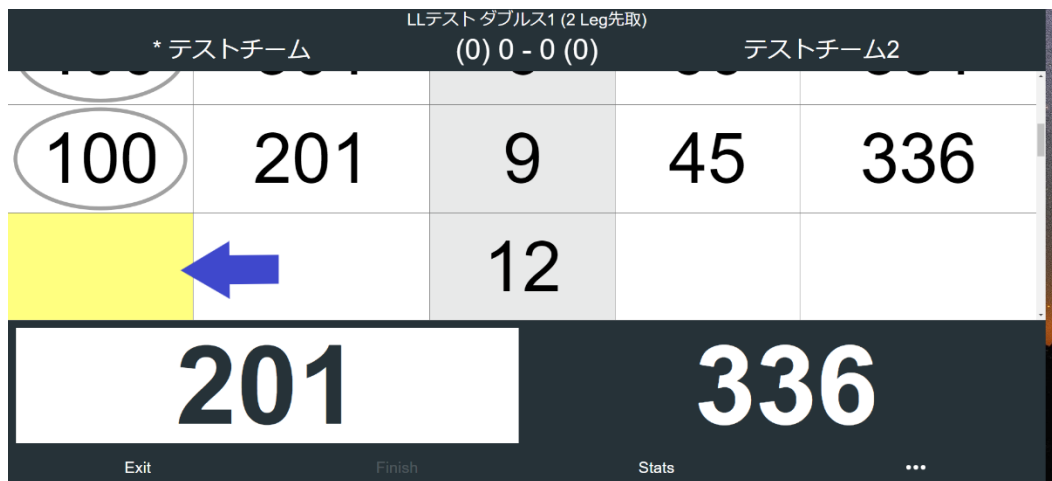 LLテスト ダブルス1 (2 Leg先取)
* テストチーム (0) 0 - 0 (0) テストチーム2
100 201 9 45 336
12
201 336
Exit Finish Stats •••